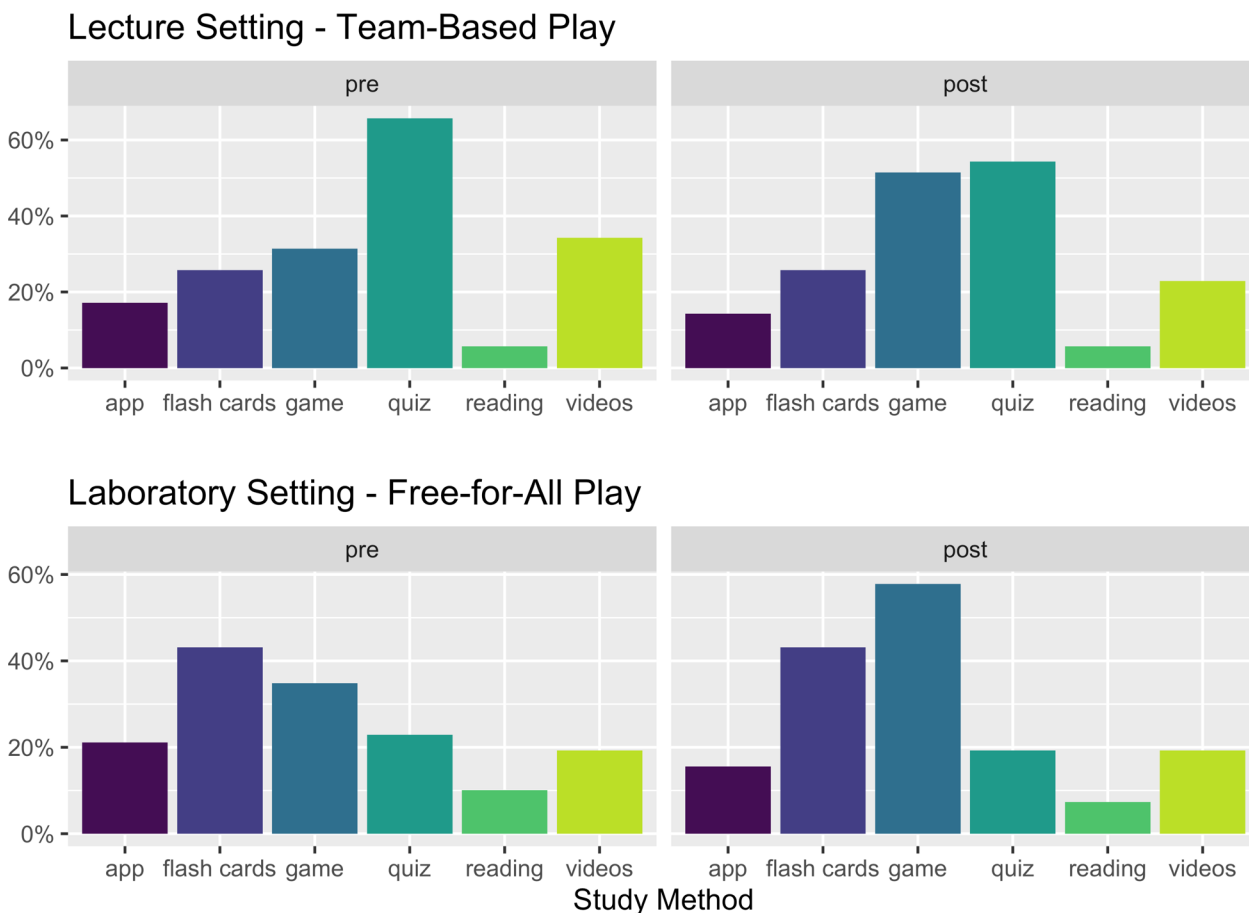 Lecture Setting - Team-Based Play
pre post
60%
40%
20%
0%
app flash cards game quiz reading videos app flash cards game quiz reading videos
Laboratory Setting - Free-for-All Play
pre post
60%
40%
20%
0%
app flash cards game quiz reading videos app flash cards game quiz reading videos
Study Method